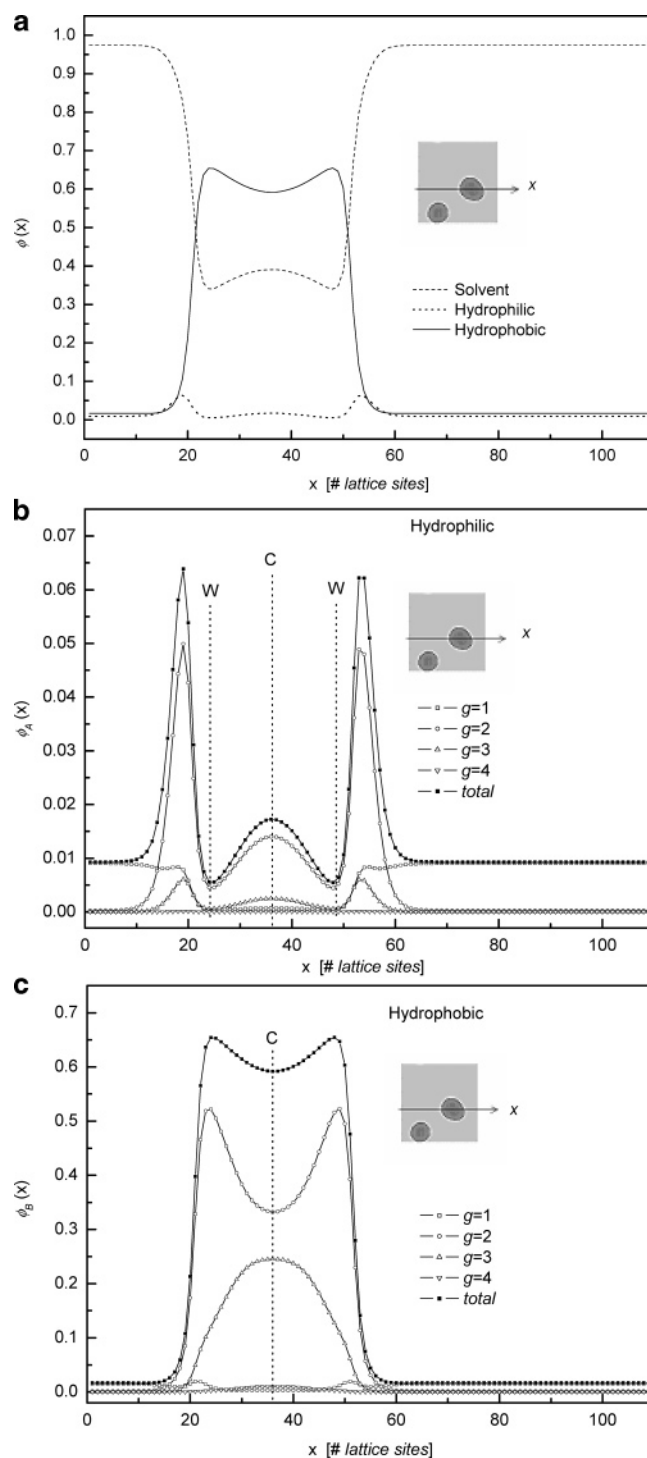 a
1.0
0.9
0.8
0.7
0.6
0.5
0.4
0.3
0.2
0.1
0.0
ϕ(x)
x
Solvent
Hydrophilic
Hydrophobic
0 20 40 60 80 100
x [# lattice sites]
b
Hydrophilic
0.07
0.06
0.05
0.04
0.03
0.02
0.01
0.00
ϕA(x)
W C W
x
g=1
g=2
g=3
g=4
total
0 20 40 60 80 100
x [# lattice sites]
c
Hydrophobic
0.7
0.6
0.5
0.4
0.3
0.2
0.1
0.0
ϕB(x)
C
x
g=1
g=2
g=3
g=4
total
0 20 40 60 80 100
x [# lattice sites]